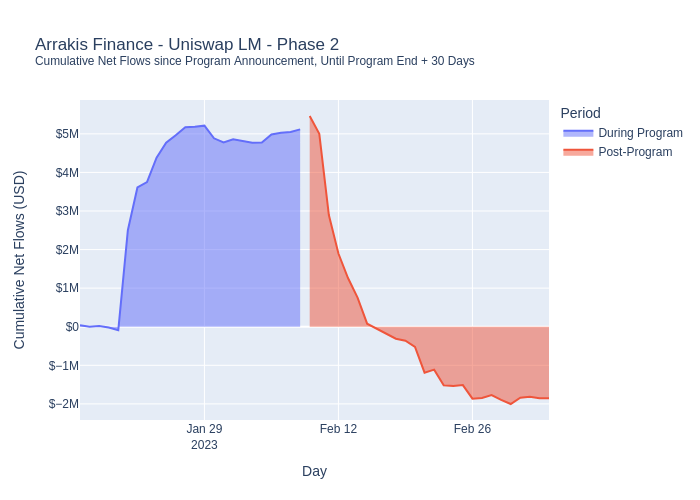 Arrakis Finance - Uniswap LM - Phase 2
Cumulative Net Flows since Program Announcement, Until Program End + 30 Days
Period
During Program
Post-Program
Cumulative Net Flows (USD)
$5M
$4M
$3M
$2M
$1M
$0
$−1M
$−2M
Jan 29
2023
Feb 12
Feb 26
Day